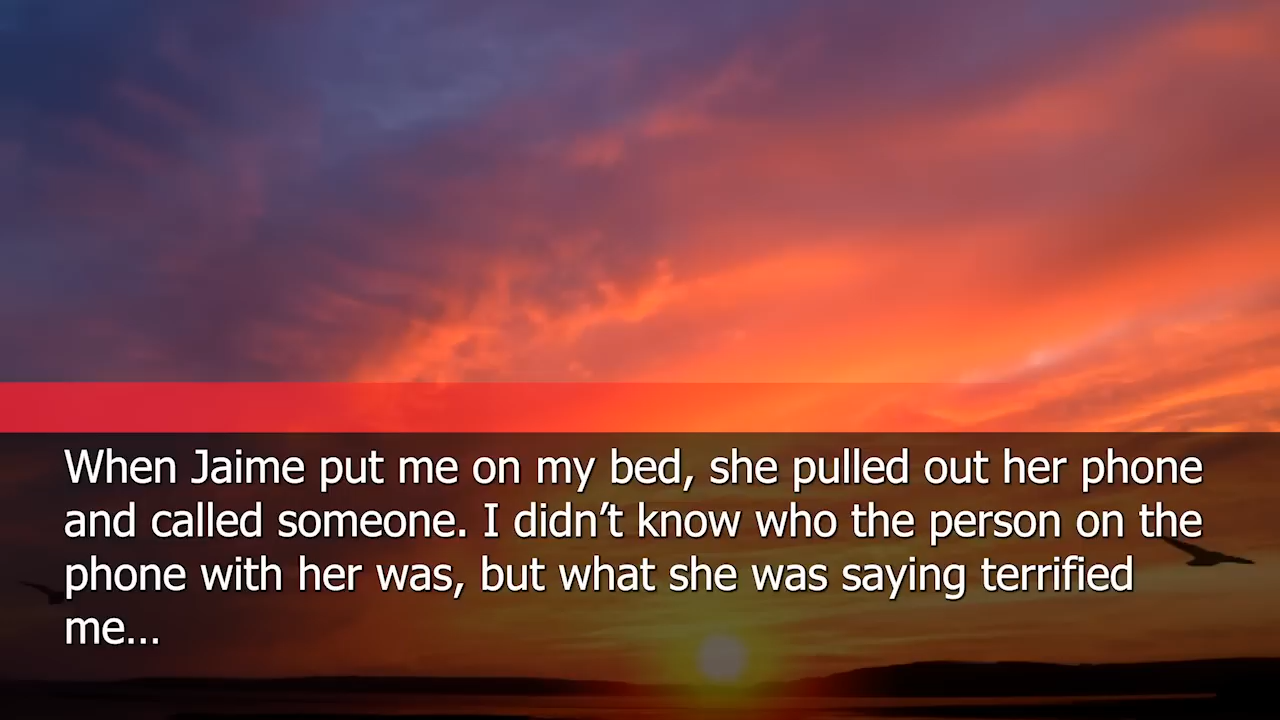 When Jaime put me on my bed, she pulled out her phone
and called someone. I didn’t know who the person on the
phone with her was, but what she was saying terrified
me...